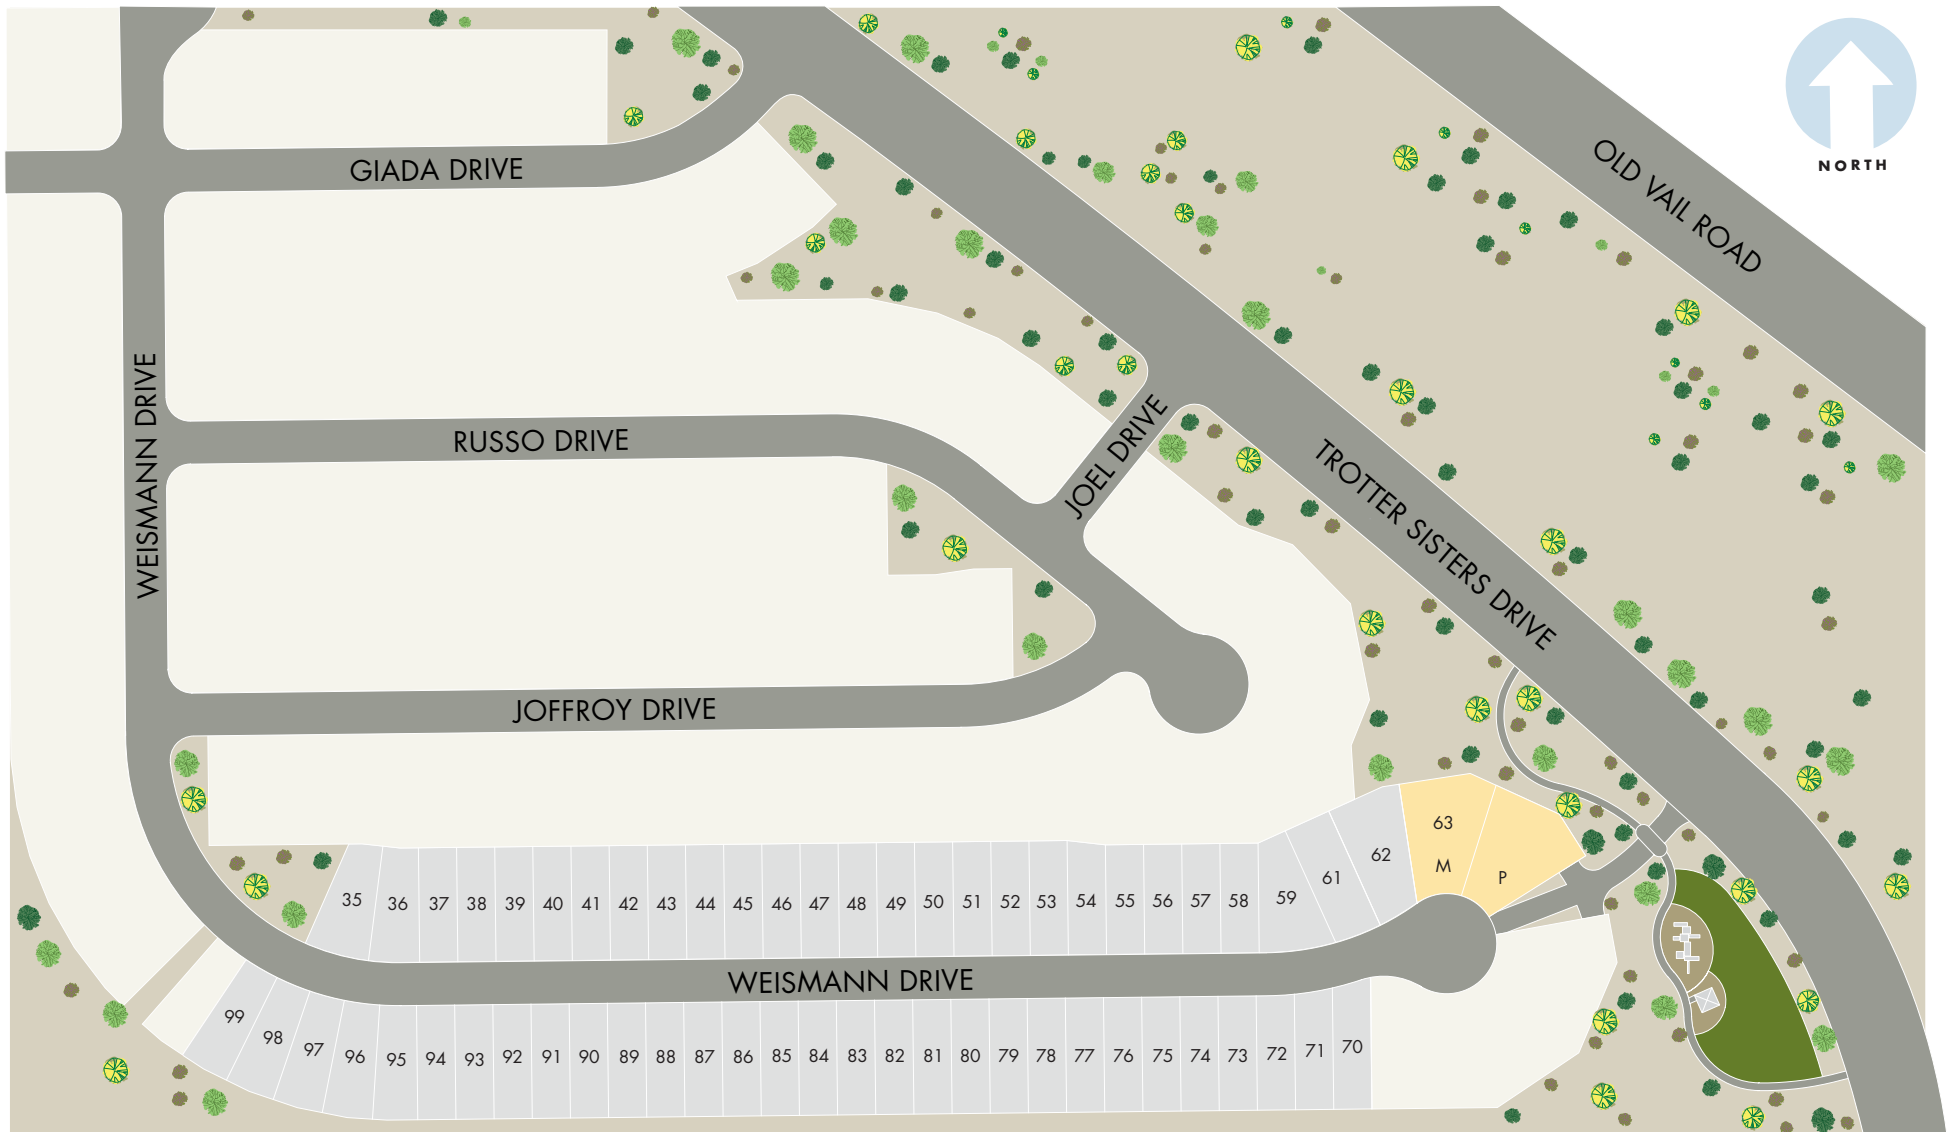 NORTH
GIADA DRIVE
OLD VAIL ROAD
WEISMANN DRIVE
RUSSO DRIVE
JOEL DRIVE
TROTTER SISTERS DRIVE
JOFFROY DRIVE
63
M
P
62
61
59
35 36 37 38 39 40 41 42 43 44 45 46 47 48 49 50 51 52 53 54 55 56 57 58
WEISMANN DRIVE
99
98
97
96 95 94 93 92 91 90 89 88 87 86 85 84 83 82 81 80 79 78 77 76 75 74 73 72 71 70